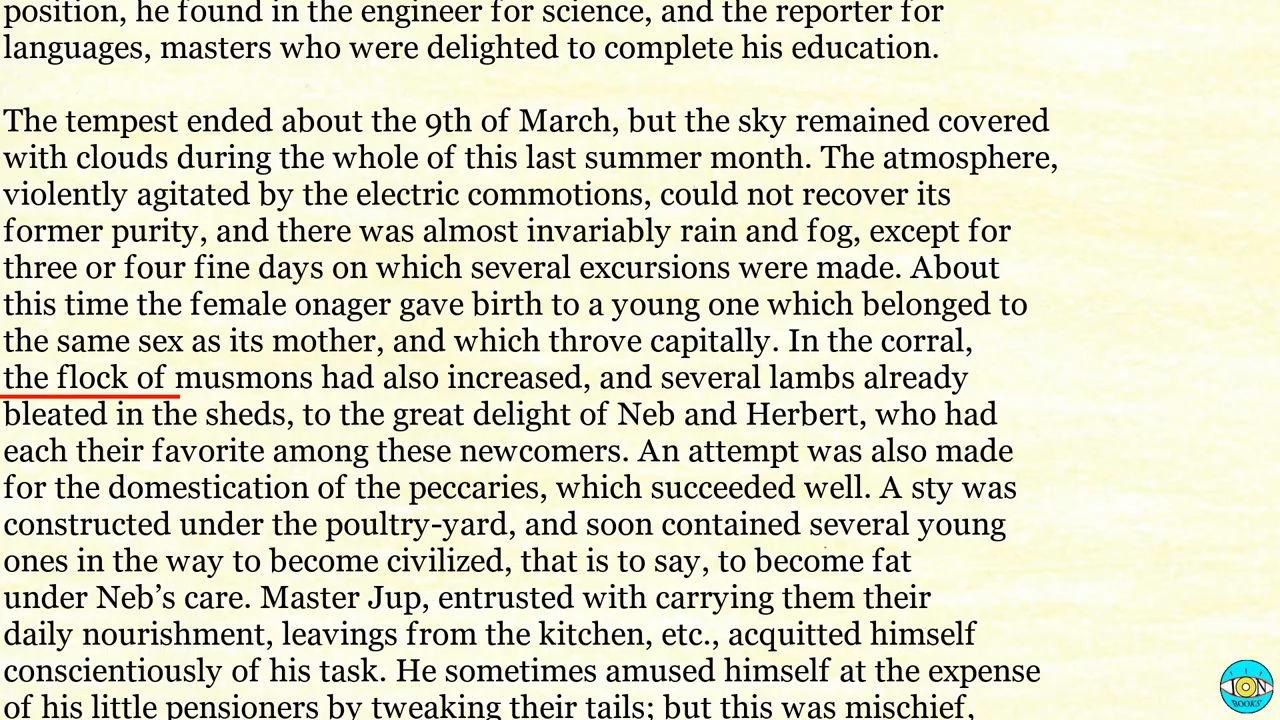 position, he found in the engineer for science, and the reporter for
languages, masters who were delighted to complete his education.
The tempest ended about the 9th of March, but the sky remained covered
with clouds during the whole of this last summer month. The atmosphere,
violently agitated by the electric commotions, could not recover its
former purity, and there was almost invariably rain and fog, except for
three or four fine days on which several excursions were made. About
this time the female onager gave birth to a young one which belonged to
the same sex as its mother, and which throve capitally. In the corral,
the flock of musmons had also increased, and several lambs already
bleated in the sheds, to the great delight of Neb and Herbert, who had
each their favorite among these newcomers. An attempt was also made
for the domestication of the peccaries, which succeeded well. A sty was
constructed under the poultry-yard, and soon contained several young
ones in the way to become civilized, that is to say, to become fat
under Neb’s care. Master Jup, entrusted with carrying them their
daily nourishment, leavings from the kitchen, etc., acquitted himself
conscientiously of his task. He sometimes amused himself at the expense
of his little pensioners by tweaking their tails; but this was mischief,
ION
BOOKS